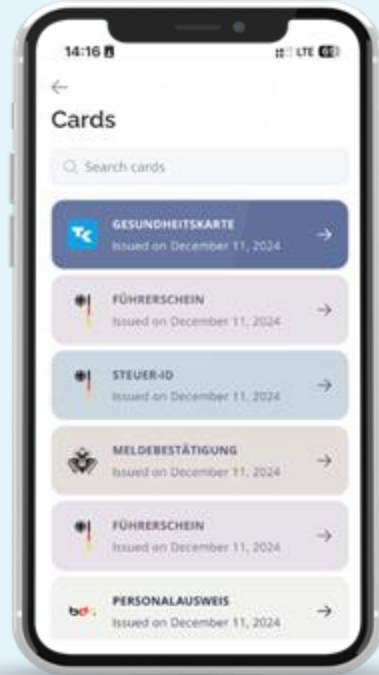 14:16
LTE
Cards
Search cards
TK
GESUNDHEITSKARTE
Issued on December 11, 2024
FÜHRERSCHEIN
Issued on December 11, 2024
STEUER-ID
Issued on December 11, 2024
MELDEBESTÄTIGUNG
Issued on December 11, 2024
FÜHRERSCHEIN
Issued on December 11, 2024
PERSONALAUSWEIS
Issued on December 11, 2024